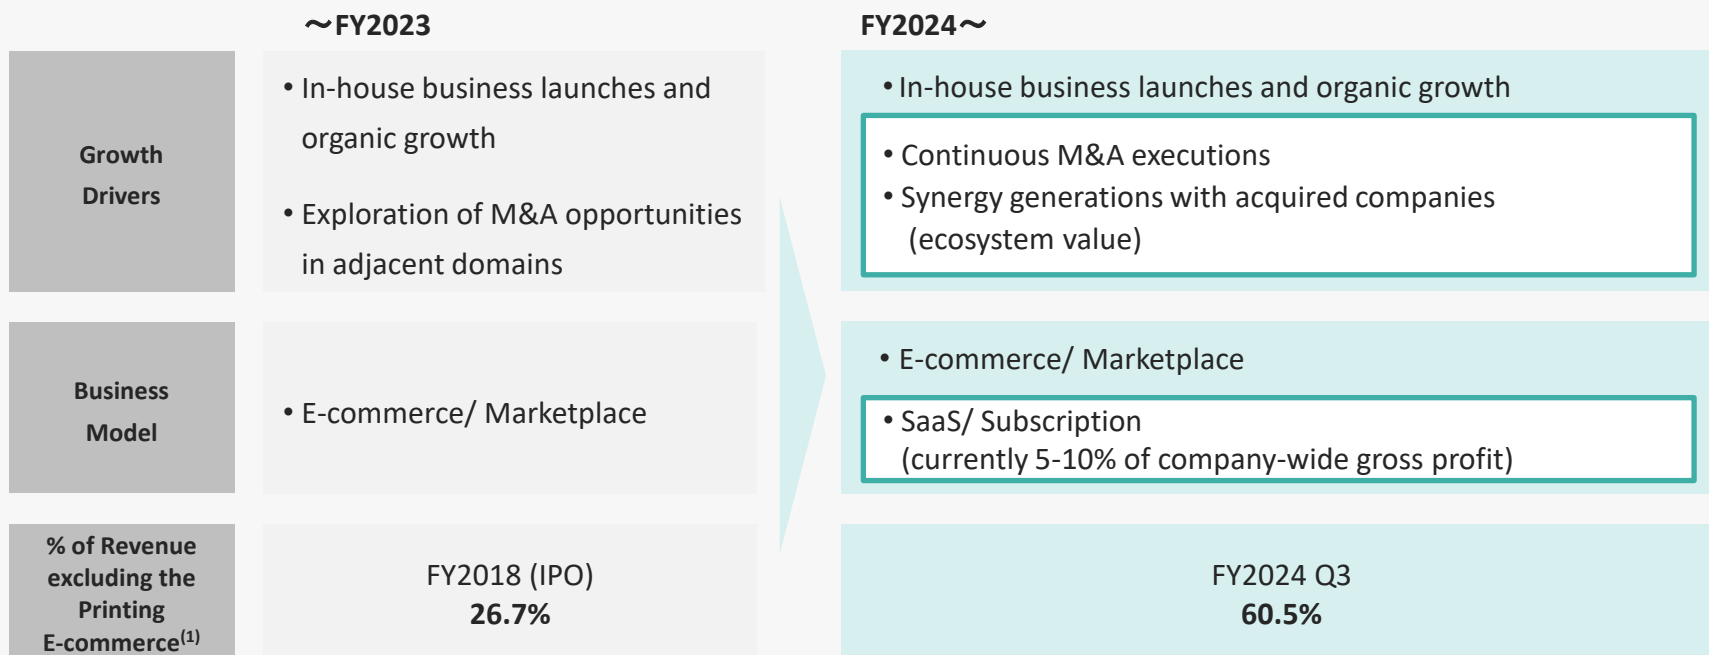 ～FY2023
FY2024～
Growth
Drivers
• In-house business launches and
organic growth
• Exploration of M&A opportunities
in adjacent domains
• In-house business launches and organic growth
• Continuous M&A executions
• Synergy generations with acquired companies
(ecosystem value)
Business
Model
• E-commerce/ Marketplace
• E-commerce/ Marketplace
• SaaS/ Subscription
(currently 5-10% of company-wide gross profit)
% of Revenue
excluding the
Printing
E-commerce(1)
FY2018 (IPO)
26.7%
FY2024 Q3
60.5%